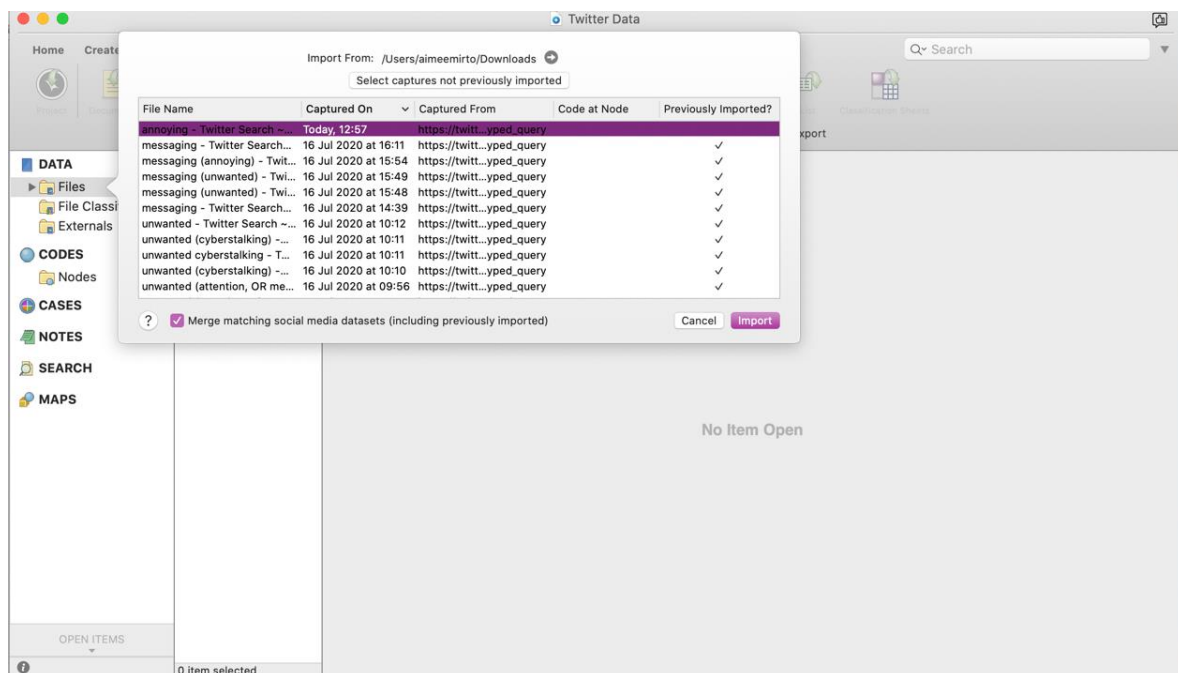 Twitter Data
Home Create
Search
Import From: /Users/aimeemirto/Downloads
Select captures not previously imported
File Name Captured On Captured From Code at Node Previously Imported?
annoying - Twitter Search ~... Today, 12:57 https://twitt...yped_query
messaging - Twitter Search... 16 Jul 2020 at 16:11 https://twitt...yped_query ✓
messaging (annoying) - Twit... 16 Jul 2020 at 15:54 https://twitt...yped_query ✓
messaging (unwanted) - Twi... 16 Jul 2020 at 15:49 https://twitt...yped_query ✓
messaging (unwanted) - Twi... 16 Jul 2020 at 15:48 https://twitt...yped_query ✓
messaging - Twitter Search... 16 Jul 2020 at 14:39 https://twitt...yped_query ✓
unwanted - Twitter Search ~... 16 Jul 2020 at 10:12 https://twitt...yped_query ✓
unwanted (cyberstalking) -... 16 Jul 2020 at 10:11 https://twitt...yped_query ✓
unwanted cyberstalking - T... 16 Jul 2020 at 10:11 https://twitt...yped_query ✓
unwanted (cyberstalking) -... 16 Jul 2020 at 10:10 https://twitt...yped_query ✓
unwanted (attention, OR me... 16 Jul 2020 at 09:56 https://twitt...yped_query ✓
? Merge matching social media datasets (including previously imported) Cancel Import
xport
Classification Sheets
DATA
Files
File Classi
Externals
CODES
Nodes
CASES
NOTES
SEARCH
MAPS
No Item Open
OPEN ITEMS
0 item selected